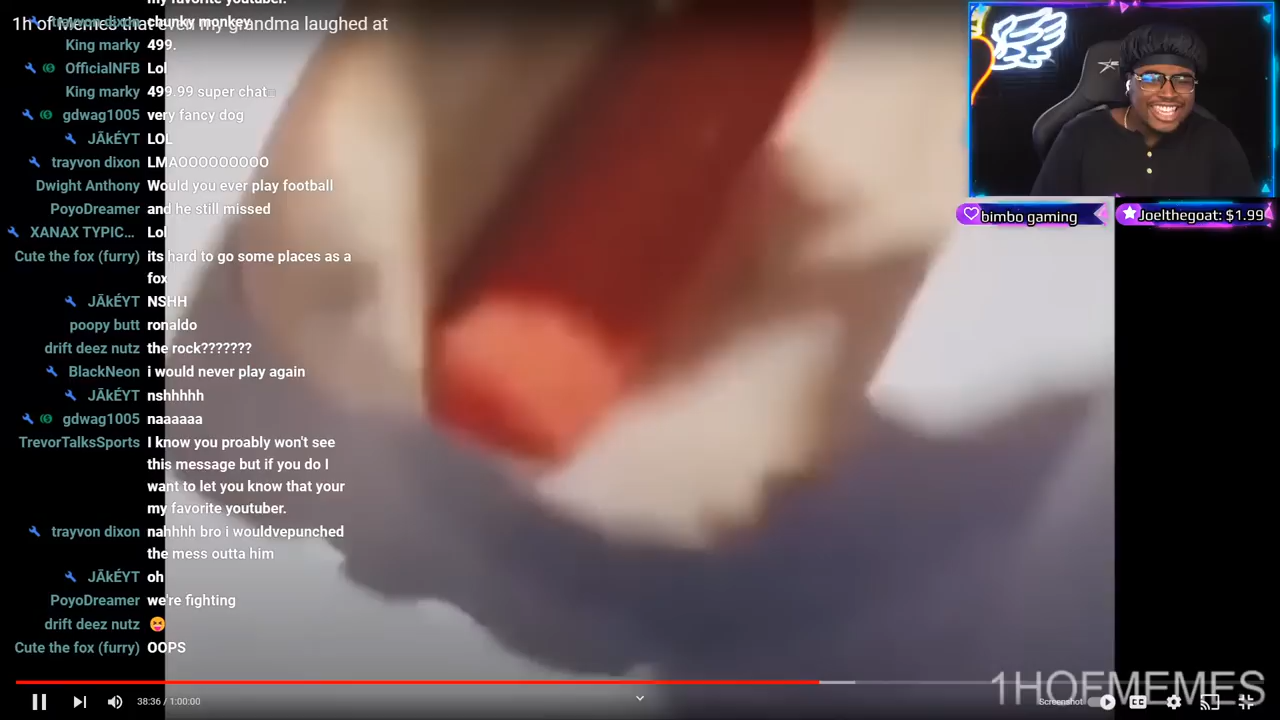 my favorite youtuber.
1h of Memes that even my grandma laughed at
trayvon dixon chunky monkey
King marky 499.
OfficialNFB Lol
King marky 499.99 super chat
gdwag1005 very fancy dog
JĀkÉYT LOL
trayvon dixon LMAOOOOOOOOO
Dwight Anthony Would you ever play football
PoyoDreamer and he still missed
XANAX TYPIC... Lol
Cute the fox (furry) its hard to go some places as a
fox
JĀkÉYT NSHH
poopy butt ronaldo
drift deez nutz the rock???????
BlackNeon i would never play again
JĀkÉYT nshhhhh
gdwag1005 naaaaaa
TrevorTalksSports I know you proably won't see
this message but if you do I
want to let you know that your
my favorite youtuber.
trayvon dixon nahhhh bro i wouldvepunched
the mess outta him
JĀkÉYT oh
PoyoDreamer we're fighting
drift deez nutz 😝
Cute the fox (furry) OOPS
bimbo gaming
Joelthegoat: $1.99
1HOFMEMES
38:36 / 1:00:00
Screenshot
CC